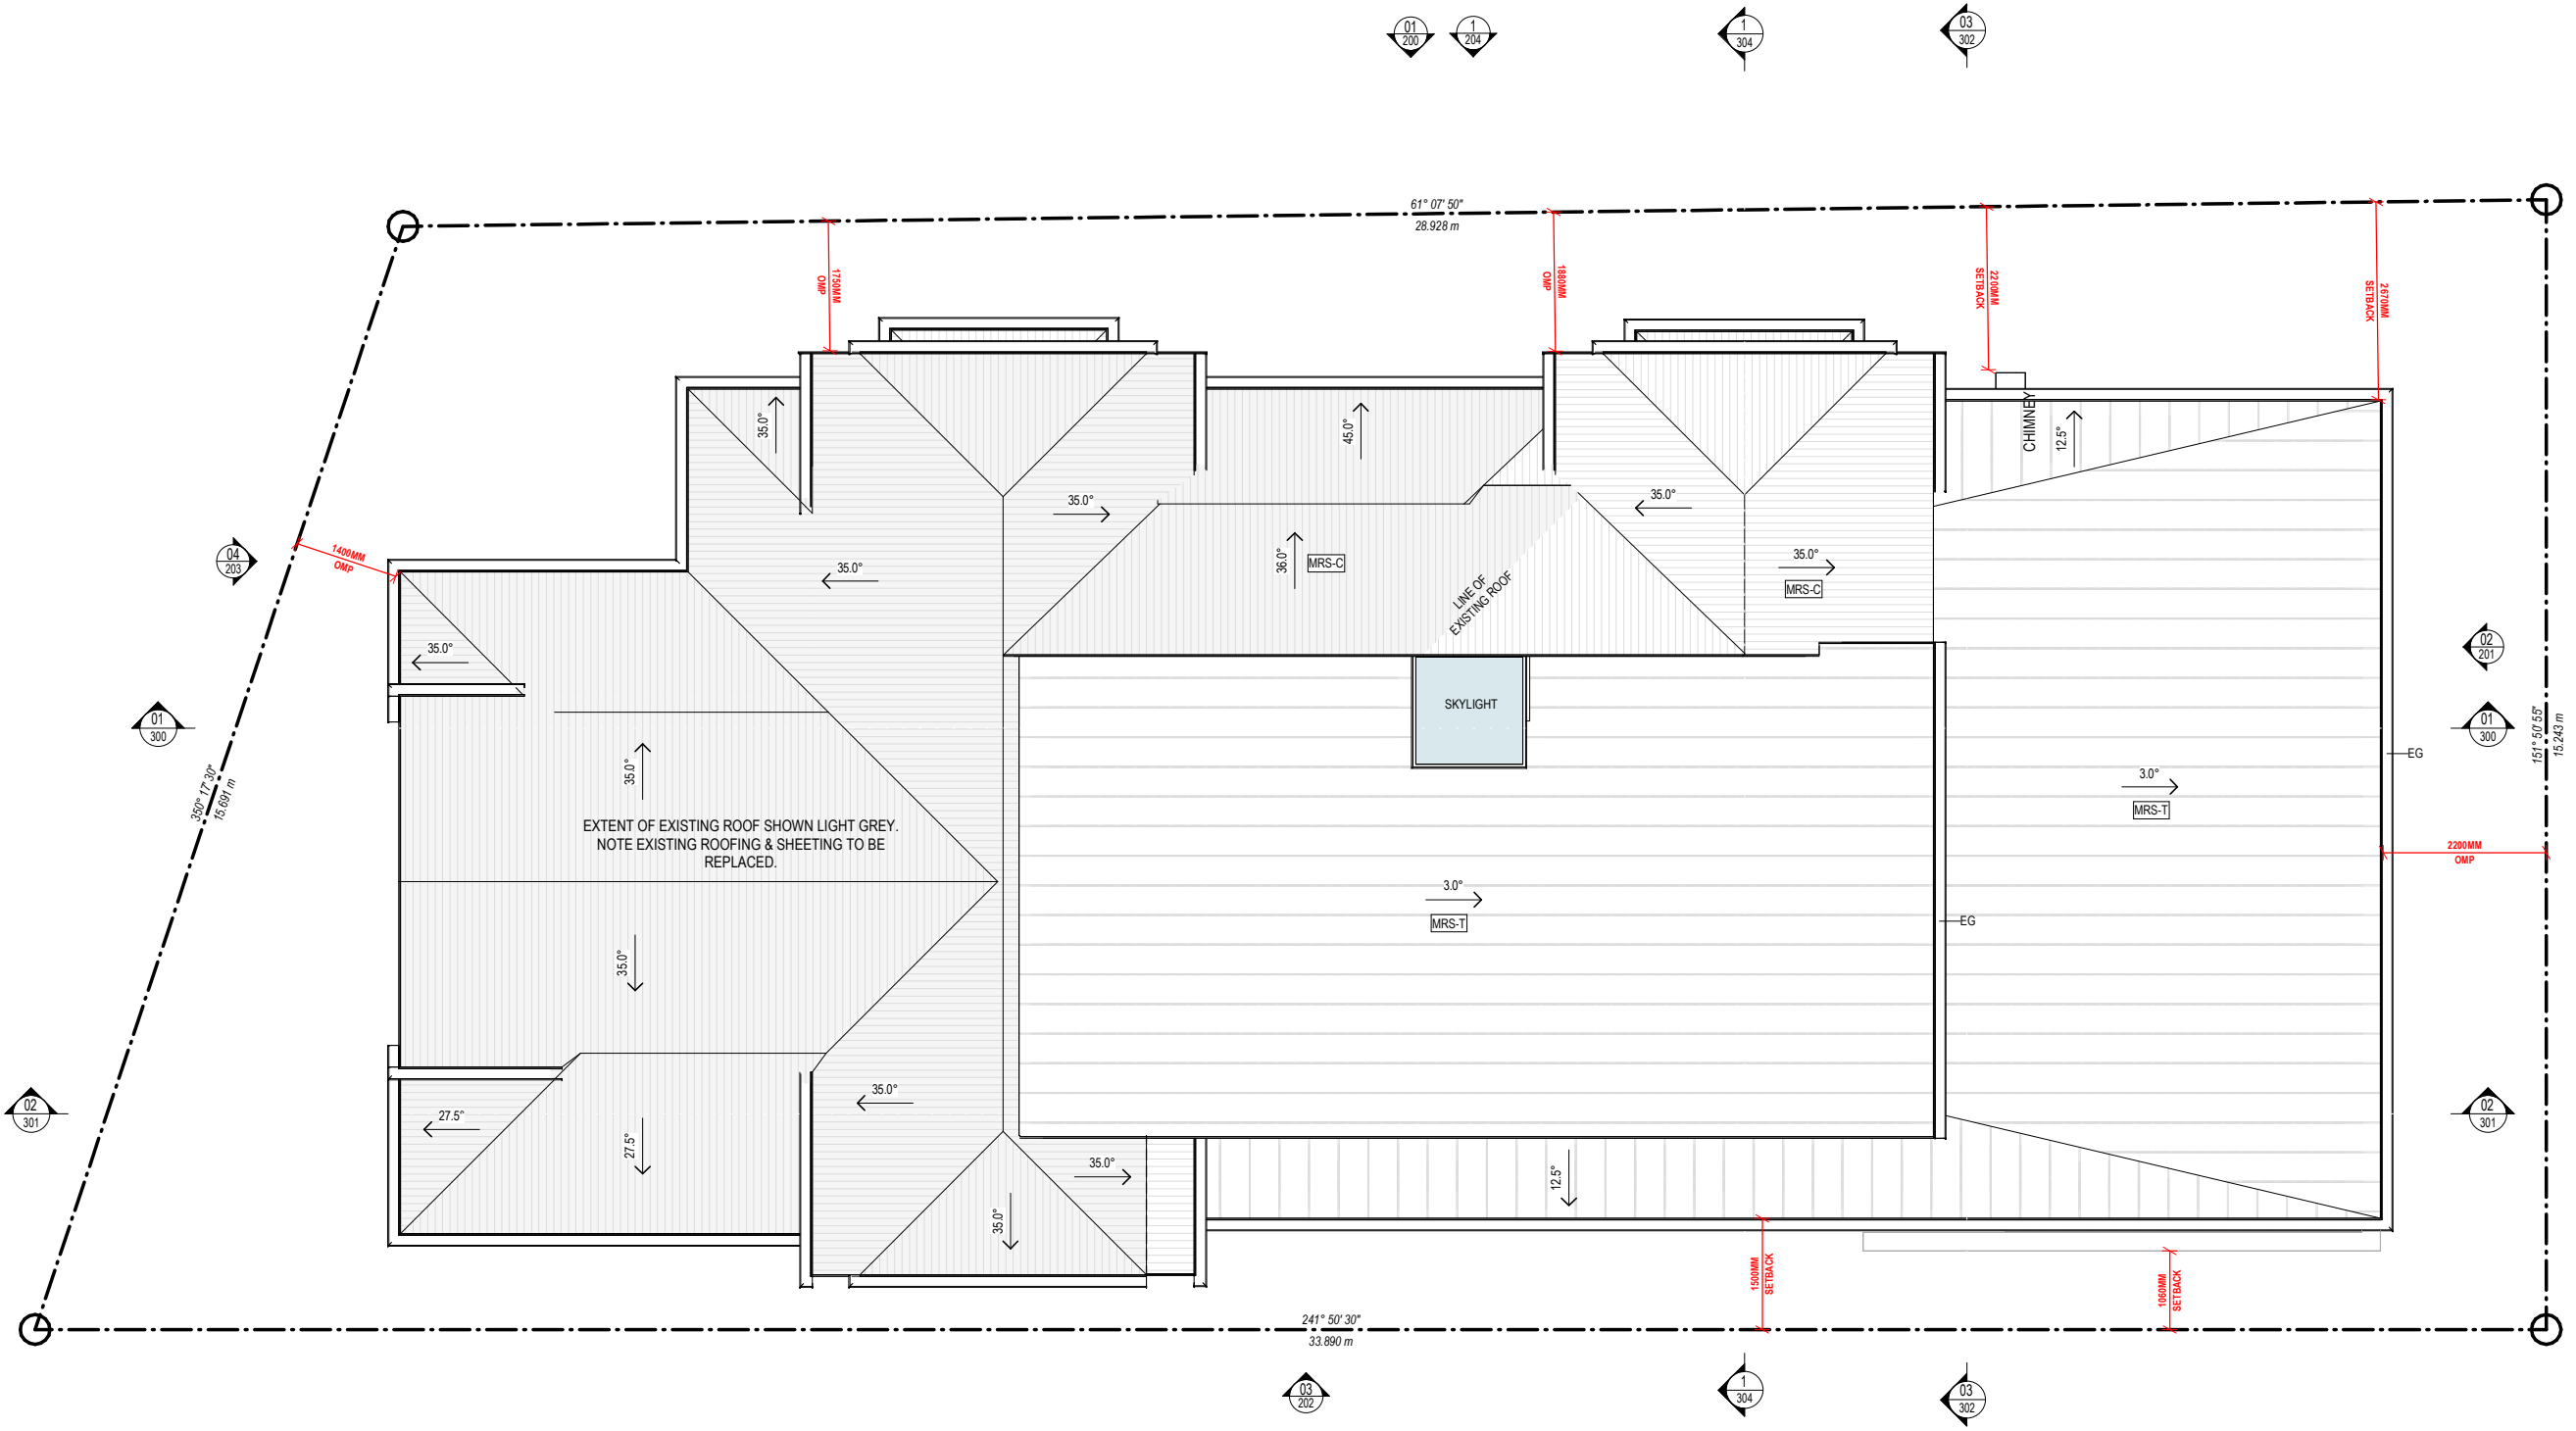 01
200
1
204
1
304
03
302
61° 07' 50"
28.928 m
1750MM
OMP
1880MM
OMP
2200MM
SETBACK
2670MM
SETBACK
CHIMNEY
35.0°
45.0°
12.5°
35.0°
35.0°
04
203
1400MM
OMP
35.0°
36.0°
MRS-C
35.0°
MRS-C
LINE OF
EXISTING ROOF
35.0°
02
201
SKYLIGHT
01
300
01
300
151° 50' 55"
15.243 m
EG
350° 17' 30"
15.691 m
35.0°
3.0°
MRS-T
EXTENT OF EXISTING ROOF SHOWN LIGHT GREY.
NOTE EXISTING ROOFING & SHEETING TO BE
REPLACED.
2200MM
OMP
3.0°
MRS-T
EG
35.0°
35.0°
02
301
27.5°
27.5°
02
301
35.0°
12.5°
35.0°
1500MM
SETBACK
1060MM
SETBACK
241° 50' 30"
33.890 m
03
202
1
304
03
302